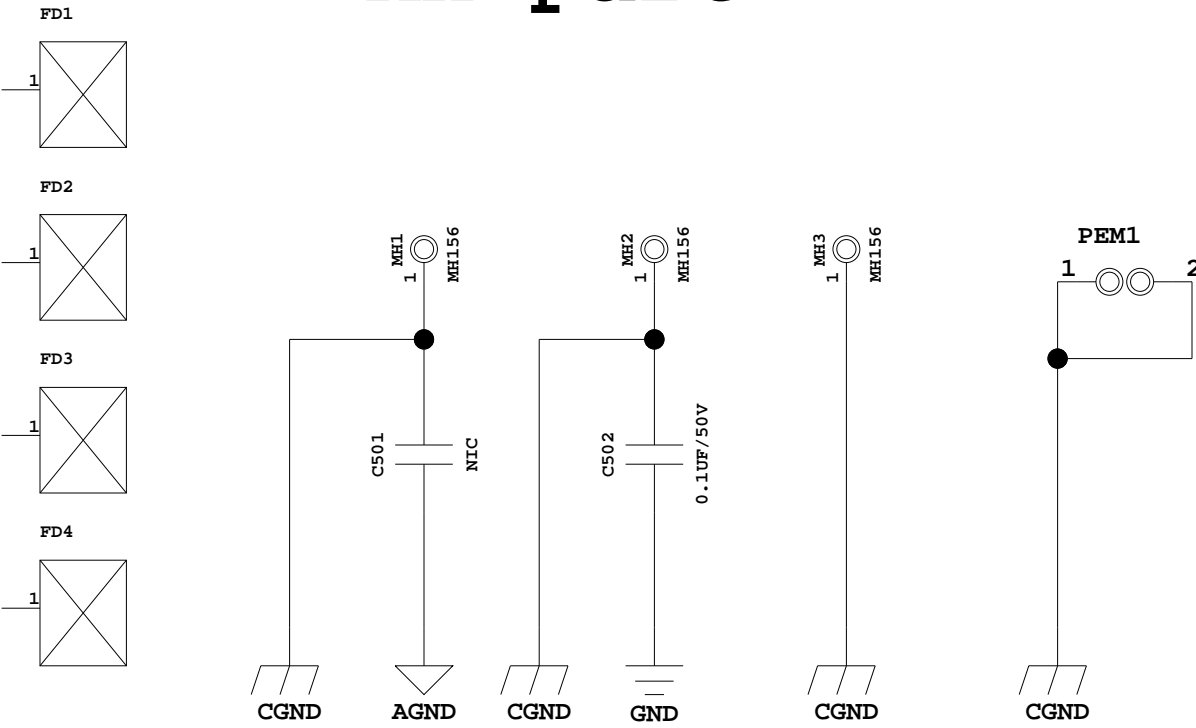 FD1
1
FD2
1
FD3
1
FD4
1
MH1
1
MH156
C501
NIC
CGND
AGND
MH2
1
MH156
C502
0.1UF/50V
CGND
GND
MH3
1
MH156
CGND
PEM1
1 2
CGND